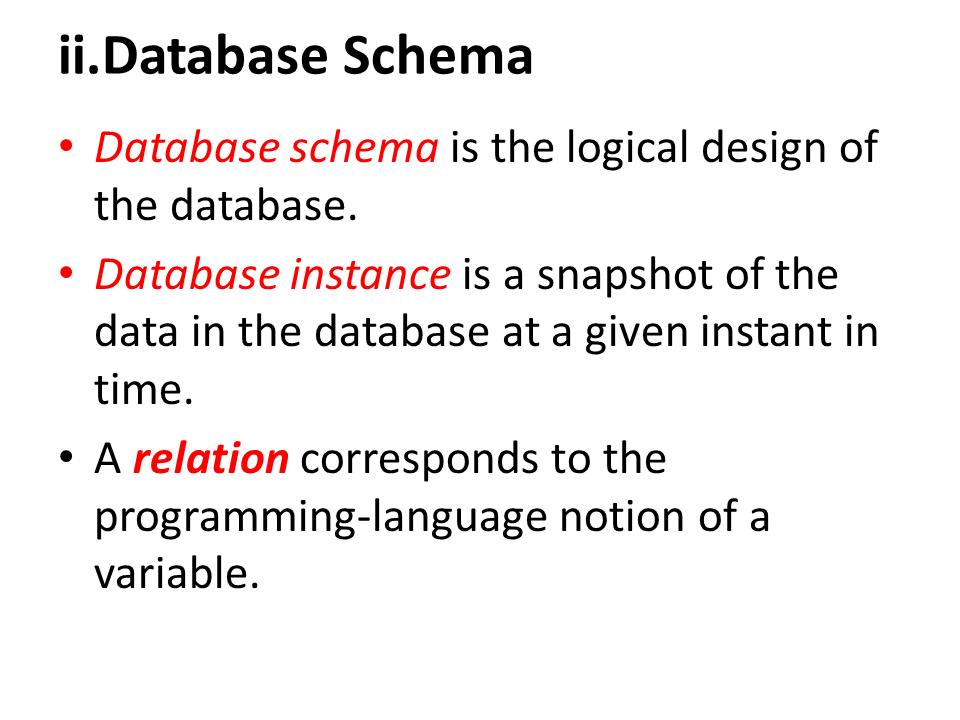 ii.Database Schema
• Database schema is the logical design of
the database.
• Database instance is a snapshot of the
data in the database at a given instant in
time.
• A relation corresponds to the
programming-language notion of a
variable.